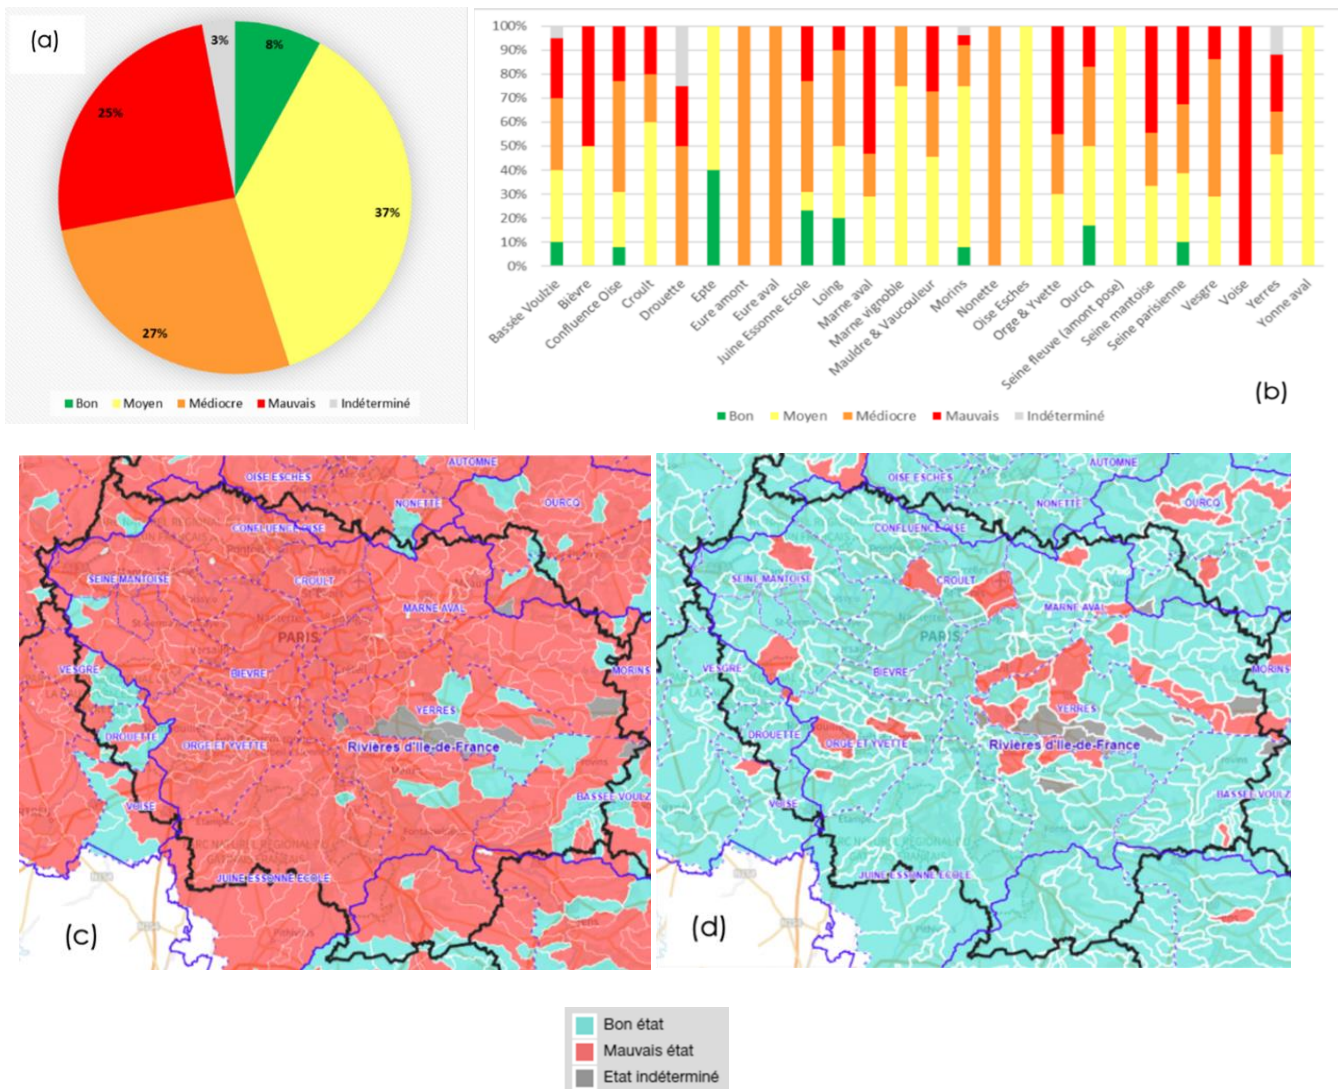 (a)
3%
8%
25%
37%
27%
Bon Moyen Médiocre Mauvais Indéterminé
100%
90%
80%
70%
60%
50%
40%
30%
20%
10%
0%
Bassée Voulzie
Bièvre
Confluence Oise
Croult
Drouette
Epte
Eure amont
Eure aval
Juine Essonne Ecole
Loing
Marne aval
Marne vignoble
Mauldre & Vaucouleur
Morins
Nonette
Oise Esches
Orge & Yvette
Ourcq
Seine fleuve (amont pose)
Seine mantoise
Seine parisienne
Vesgre
Voise
Yerres
Yonne aval
(b)
Bon Moyen Médiocre Mauvais Indéterminé
AUTOMNE
OISE ESCHES
NONETTE
OURCQ
CONFLUENCE OISE
SEINE MANTOISE
CROULT
MARNE AVAL
PARIS
VESGRE
BIEVRE
MORINS
YERRES
DROUETTE
ORGE ET YVETTE
Rivières d'Ile-de-France
BASSEE VOULZ
VOISE
JUINE ESSONNE ECOLE
(c)
AUTOMNE
OISE ESCHES
NONETTE
OURCQ
CONFLUENCE OISE
SEINE MANTOISE
CROULT
MARNE AVAL
PARIS
VESGRE
BIEVRE
MORINS
YERRES
DROUETTE
ORGE ET YVETTE
Rivières d'Ile-de-France
BASSEE VOULZ
VOISE
JUINE ESSONNE ECOLE
(d)
Bon état
Mauvais état
Etat indéterminé